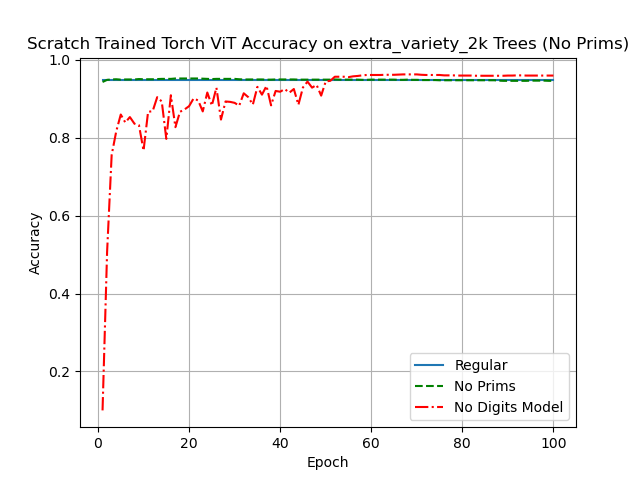 Scratch Trained Torch ViT Accuracy on extra_variety_2k Trees (No Prims)
1.0
0.8
0.6
0.4
0.2
Accuracy
Regular
No Prims
No Digits Model
0 20 40 60 80 100
Epoch